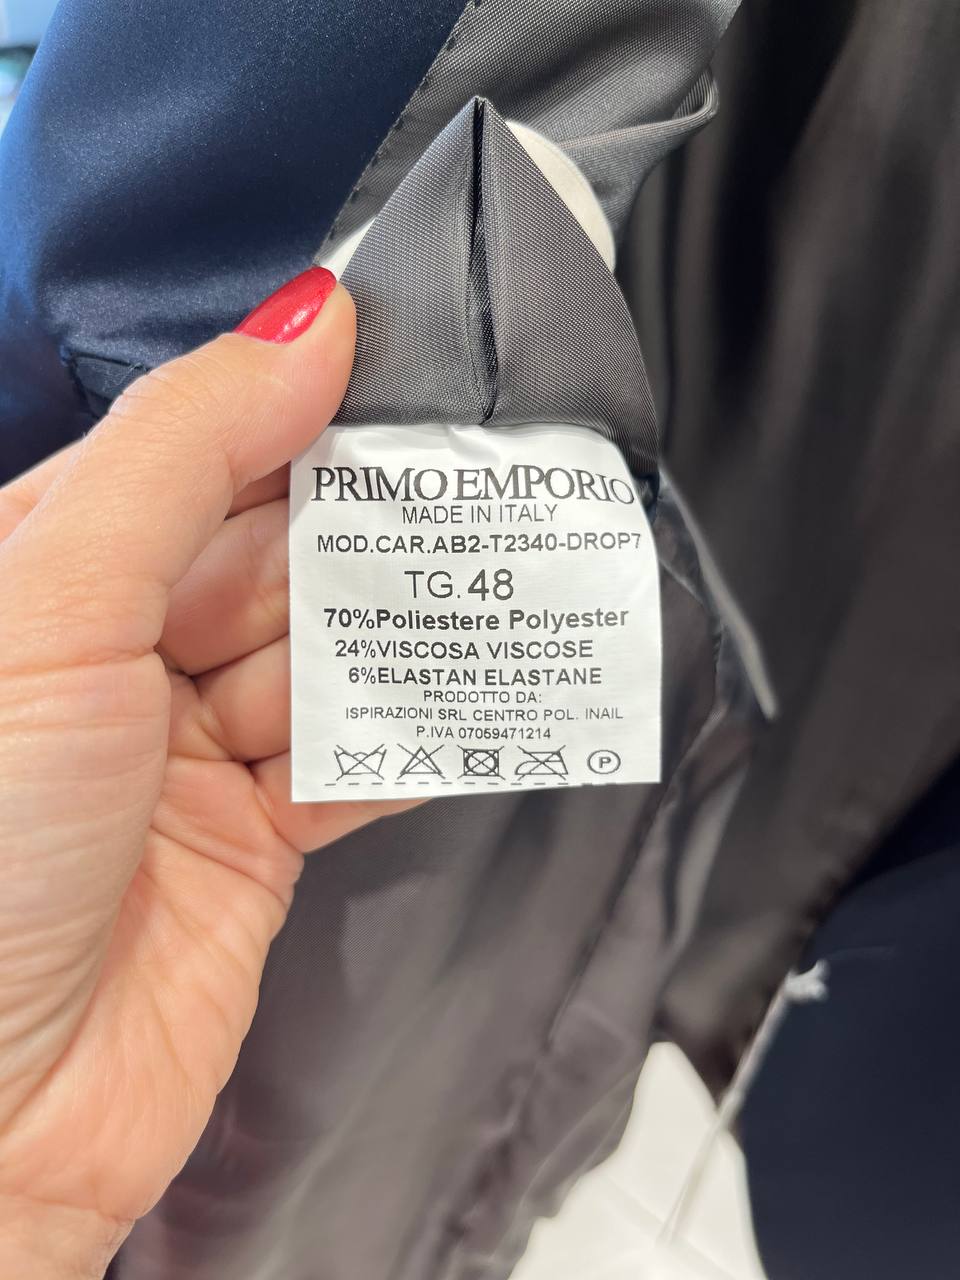 PRIMO EMPORIO
MADE IN ITALY
MOD.CAR.AB2-T2340-DROP7
TG.48
70%Poliestere Polyester
24%VISCOSA VISCOSE
6%ELASTAN ELASTANE
PRODOTTO DA:
ISPIRAZIONI SRL CENTRO POL. INAIL
P.IVA 07059471214
P